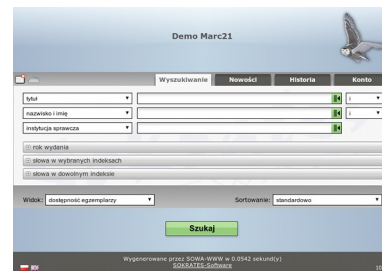 Demo Marc21
Wyszukiwanie Nowości Historia Konto
tytuł i
nazwisko i imię i
instytucja sprawcza
rok wydania
słowa w wybranych indeksach
słowa w dowolnym indeksie
Widok: dostępność egzemplarzy Sortowanie: standardowo
Szukaj
Wygenerowane przez SOWA-WWW w 0.0542 sekund(y)
SOKRATES-Software